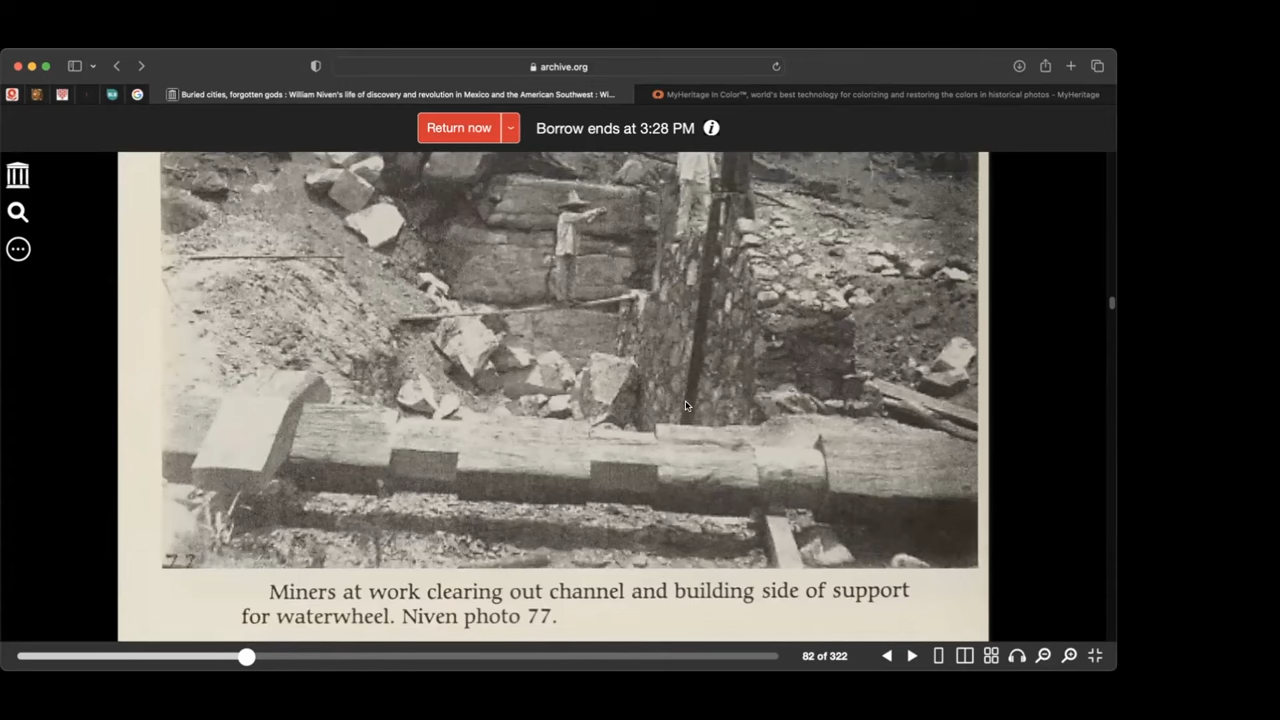 archive.org
Buried cities, forgotten gods : William Niven's life of discovery and revolution in Mexico and the American Southwest : Wi...
MyHeritage In Color™, world's best technology for colorizing and restoring the colors in historical photos - MyHeritage
Return now
Borrow ends at 3:28 PM
77
Miners at work clearing out channel and building side of support
for waterwheel. Niven photo 77.
82 of 322